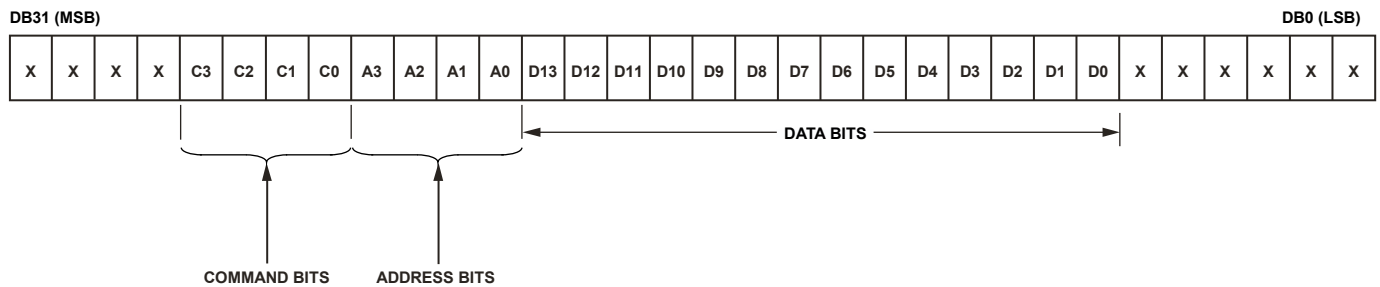 DB31 (MSB) DB0 (LSB)
X X X X C3 C2 C1 C0 A3 A2 A1 A0 D13 D12 D11 D10 D9 D8 D7 D6 D5 D4 D3 D2 D1 D0 X X X X X X
DATA BITS
COMMAND BITS ADDRESS BITS